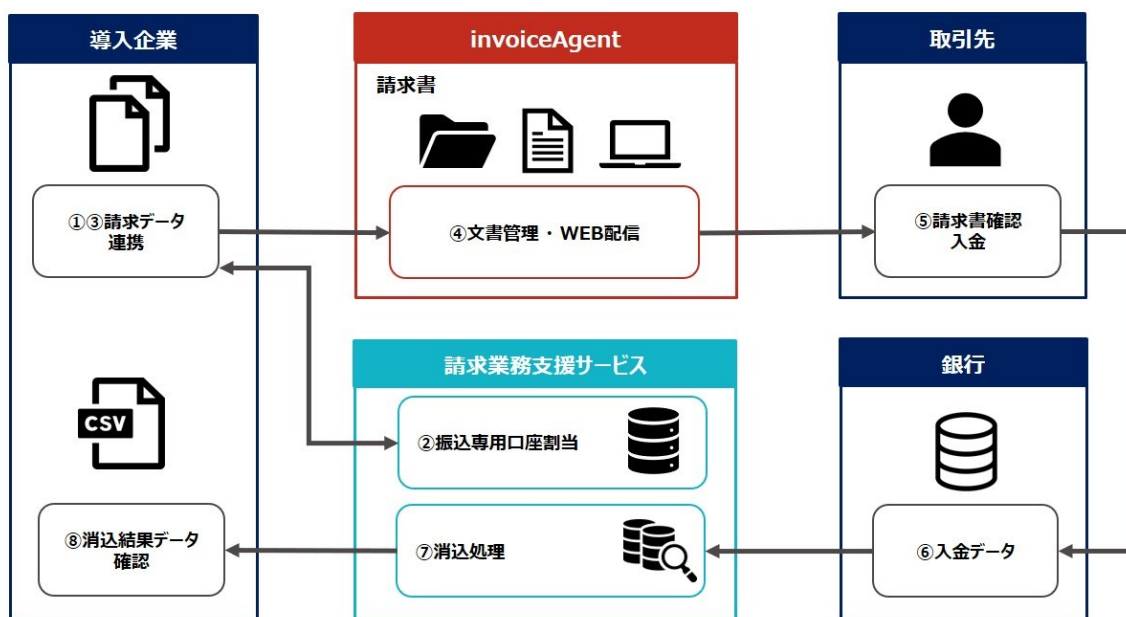 導入企業
①③請求データ
連携
CSV
⑧消込結果データ
確認
invoiceAgent
請求書
④文書管理・WEB配信
請求業務支援サービス
②振込専用口座割当
⑦消込処理
取引先
⑤請求書確認
入金
銀行
⑥入金データ